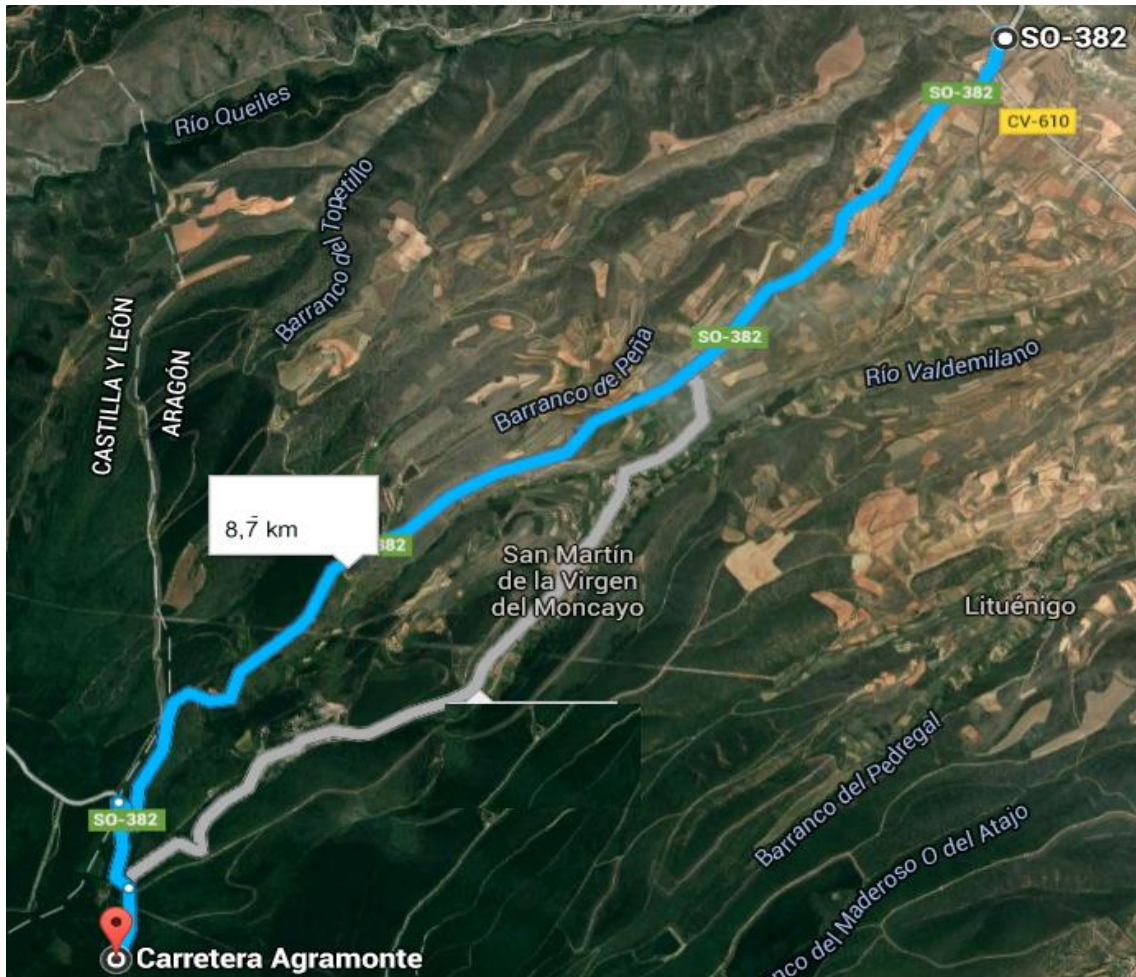 SO-382
SO-382
CV-610
Río Queiles
Barranco del Topetillo
CASTILLA Y LEÓN
ARAGÓN
SO-382
Barranco de Peña
Río Valdemilano
8,7 km
382
San Martín
de la Virgen
del Moncayo
Lituénigo
Barranco del Pedregal
SO-382
nco del Maderoso O del Atajo
Carretera Agramonte